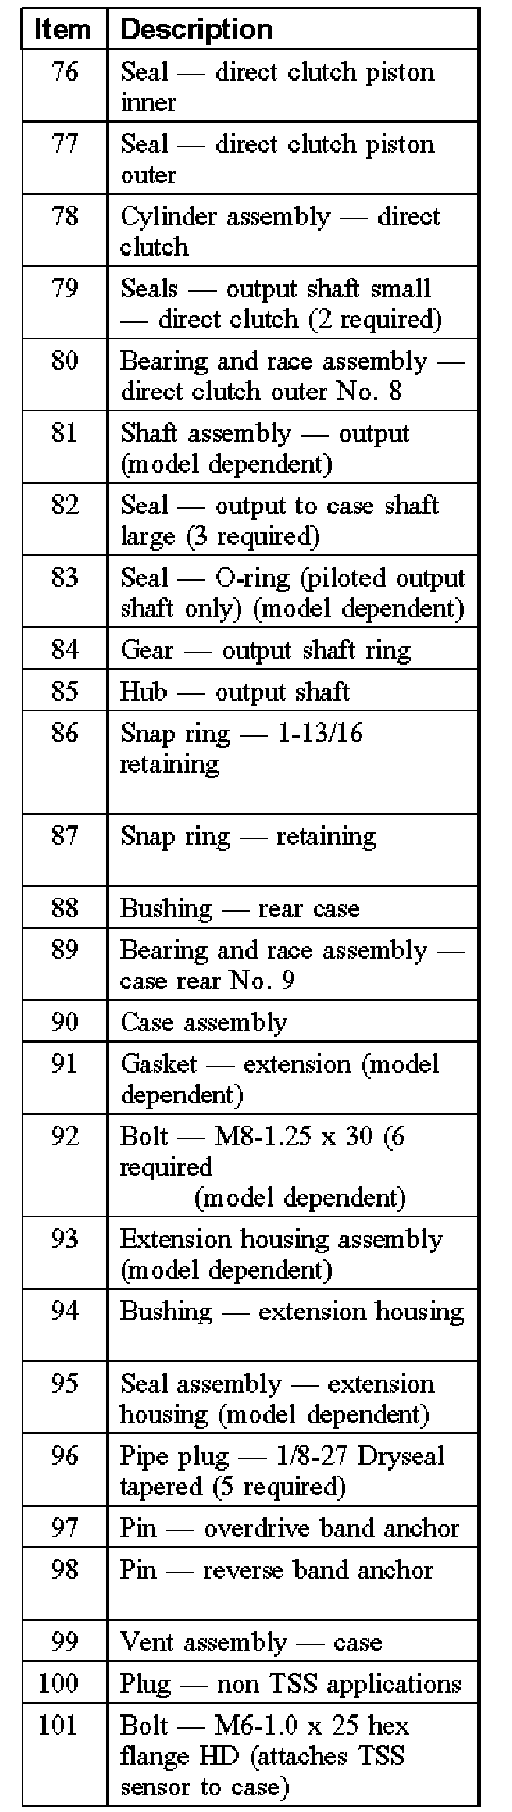 Item Description
76 Seal — direct clutch piston
inner
77 Seal — direct clutch piston
outer
78 Cylinder assembly — direct
clutch
79 Seals — output shaft small
— direct clutch (2 required)
80 Bearing and race assembly —
direct clutch outer No. 8
81 Shaft assembly — output
(model dependent)
82 Seal — output to case shaft
large (3 required)
83 Seal — O-ring (piloted output
shaft only) (model dependent)
84 Gear — output shaft ring
85 Hub — output shaft
86 Snap ring — 1-13/16
retaining
87 Snap ring — retaining
88 Bushing — rear case
89 Bearing and race assembly —
case rear No. 9
90 Case assembly
91 Gasket — extension (model
dependent)
92 Bolt — M8-1.25 x 30 (6
required
(model dependent)
93 Extension housing assembly
(model dependent)
94 Bushing — extension housing
95 Seal assembly — extension
housing (model dependent)
96 Pipe plug — 1/8-27 Dryseal
tapered (5 required)
97 Pin — overdrive band anchor
98 Pin — reverse band anchor
99 Vent assembly — case
100 Plug — non TSS applications
101 Bolt — M6-1.0 x 25 hex
flange HD (attaches TSS
sensor to case)